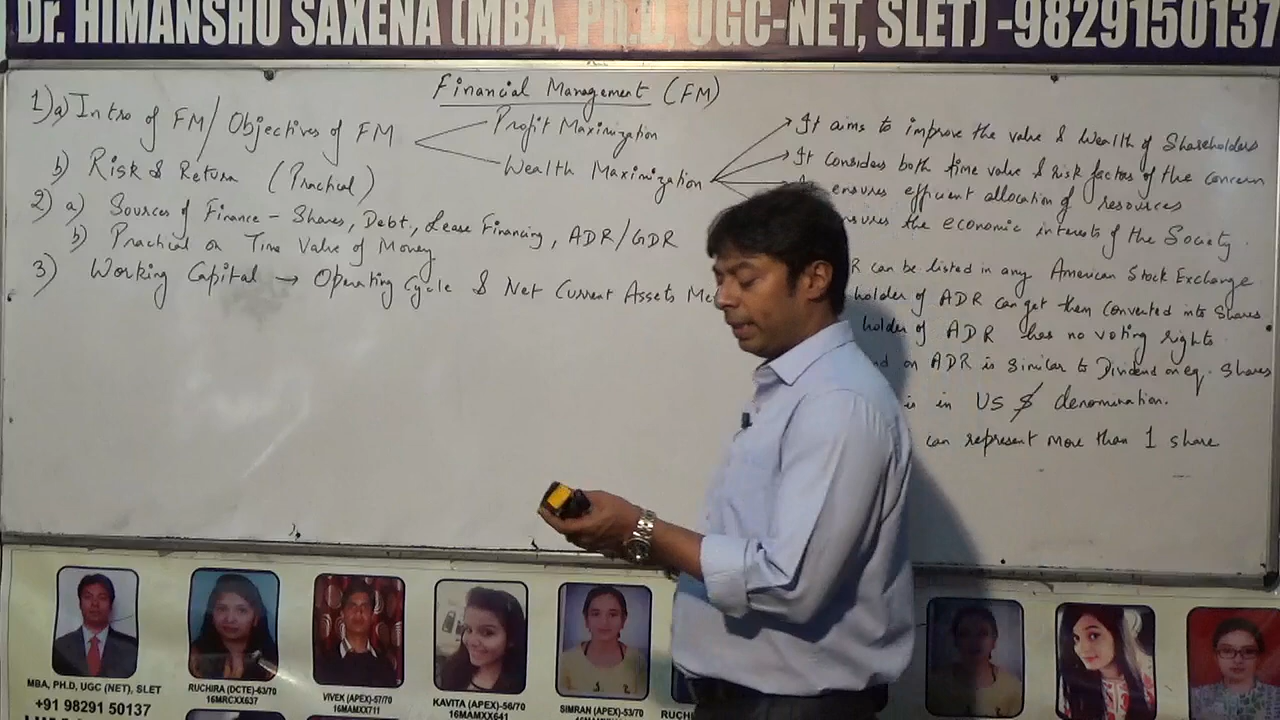 Dr. HIMANSHU SAXENA (MBA, Ph.D, UGC-NET, SLET) -9829150137
Financial Management (FM)
1) a) Intro of FM / Objectives of FM
Profit Maximization
Wealth Maximization
b) Risk & Return (Practical)
2) a) Sources of Finance - Shares, Debt, Lease Financing, ADR/GDR
b) Practical on Time Value of Money
3) Working Capital → Operating Cycle & Net Current Assets
It aims to improve the value & wealth of Shareholders
It considers both time value & risk factors of the concern
ensures efficient allocation of resources
the economic interests of the Society.
can be listed in any American Stock Exchange
holder of ADR can get them converted into Shares
holder of ADR has no voting rights.
on ADR is similar to Dividend on eq. Shares
is in US $ denomination.
can represent more than 1 share
MBA, PH.D, UGC (NET), SLET
+91 98291 50137
RUCHIRA (DCTE)-63/70
16MRCXX637
VIVEK (APEX)-57/70
16MAMXX711
KAVITA (APEX)-56/70
16MAMXX641
SIMRAN (APEX)-53/70